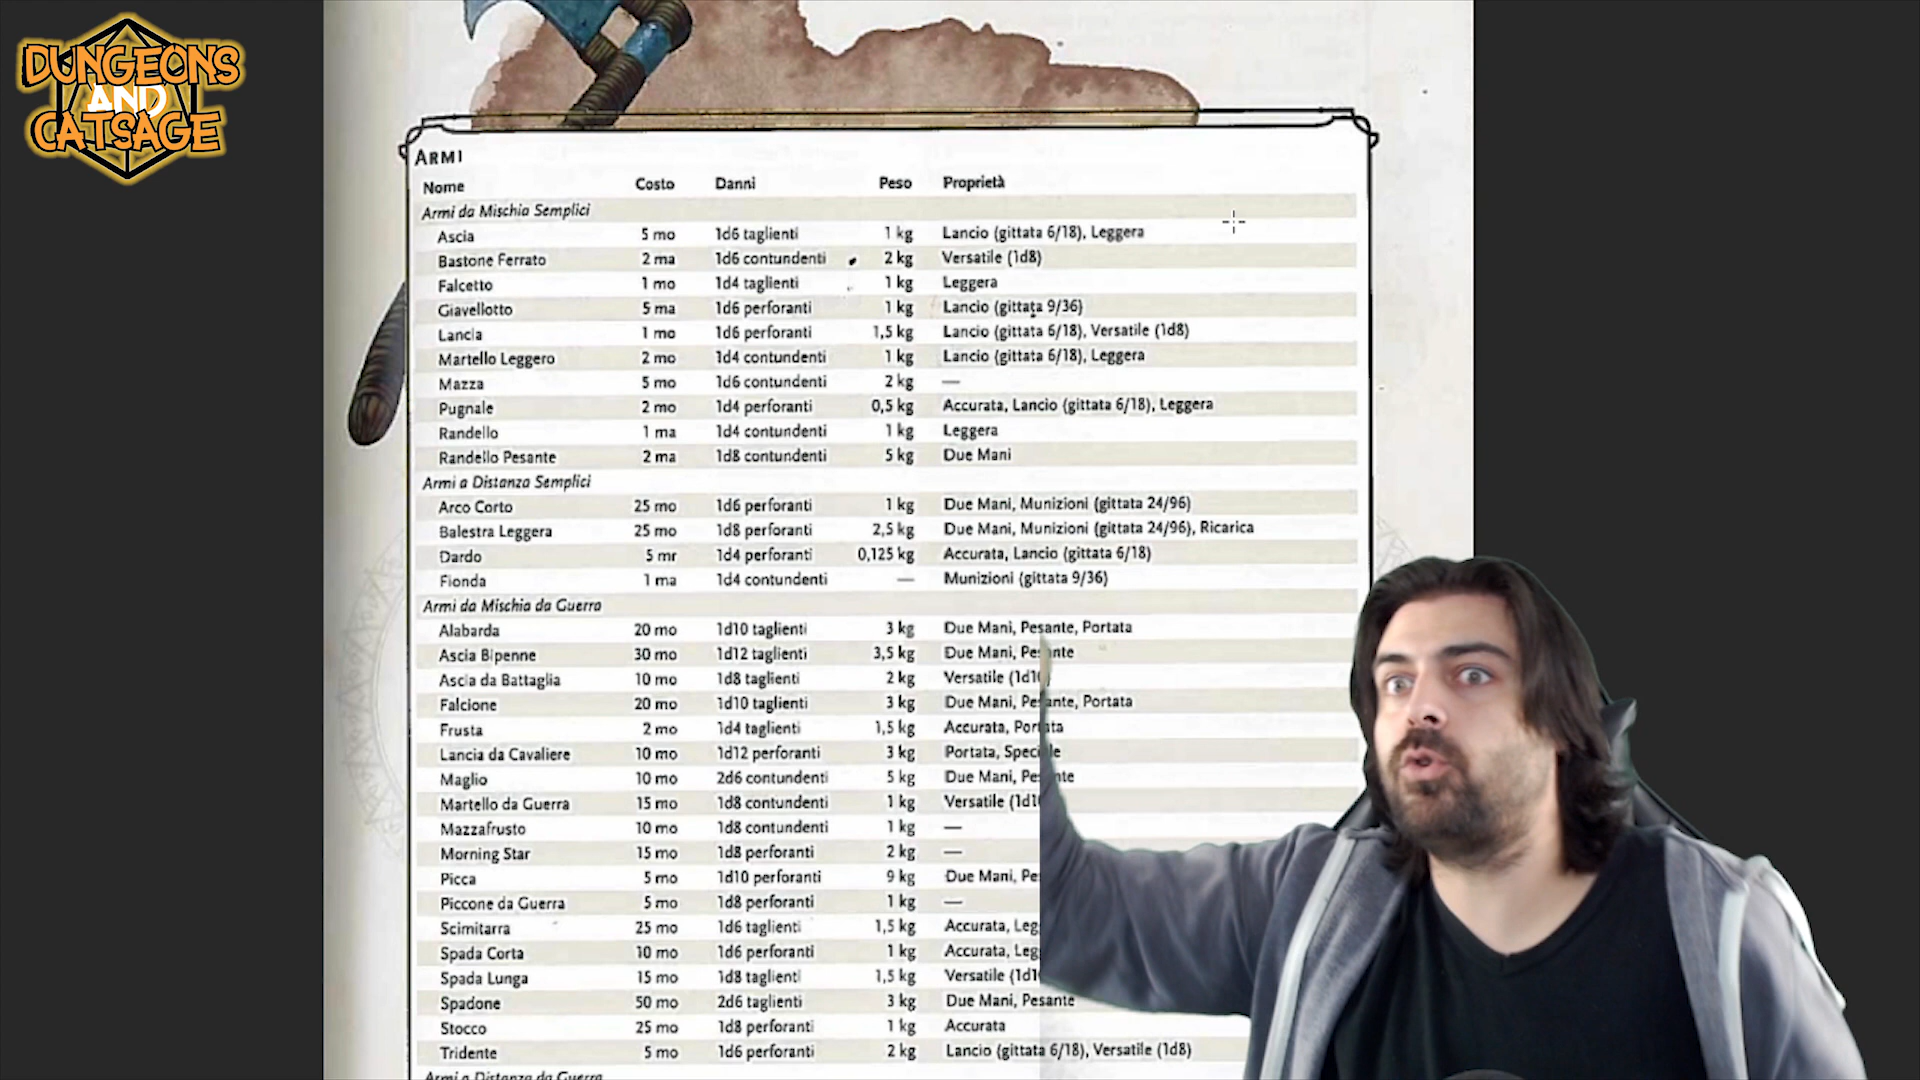 DUNGEONS
AND
CATSAGE
ARMI
Nome Costo Danni Peso Proprietà
Armi da Mischia Semplici
Ascia 5 mo 1d6 taglienti 1 kg Lancio (gittata 6/18), Leggera
Bastone Ferrato 2 ma 1d6 contundenti 2 kg Versatile (1d8)
Falcetto 1 mo 1d4 taglienti 1 kg Leggera
Giavellotto 5 ma 1d6 perforanti 1 kg Lancio (gittata 9/36)
Lancia 1 mo 1d6 perforanti 1,5 kg Lancio (gittata 6/18), Versatile (1d8)
Martello Leggero 2 mo 1d4 contundenti 1 kg Lancio (gittata 6/18), Leggera
Mazza 5 mo 1d6 contundenti 2 kg —
Pugnale 2 mo 1d4 perforanti 0,5 kg Accurata, Lancio (gittata 6/18), Leggera
Randello 1 ma 1d4 contundenti 1 kg Leggera
Randello Pesante 2 ma 1d8 contundenti 5 kg Due Mani
Armi a Distanza Semplici
Arco Corto 25 mo 1d6 perforanti 1 kg Due Mani, Munizioni (gittata 24/96)
Balestra Leggera 25 mo 1d8 perforanti 2,5 kg Due Mani, Munizioni (gittata 24/96), Ricarica
Dardo 5 mr 1d4 perforanti 0,125 kg Accurata, Lancio (gittata 6/18)
Fionda 1 ma 1d4 contundenti — Munizioni (gittata 9/36)
Armi da Mischia da Guerra
Alabarda 20 mo 1d10 taglienti 3 kg Due Mani, Pesante, Portata
Ascia Bipenne 30 mo 1d12 taglienti 3,5 kg Due Mani, Pesante
Ascia da Battaglia 10 mo 1d8 taglienti 2 kg Versatile (1d10)
Falcione 20 mo 1d10 taglienti 3 kg Due Mani, Pesante, Portata
Frusta 2 mo 1d4 taglienti 1,5 kg Accurata, Portata
Lancia da Cavaliere 10 mo 1d12 perforanti 3 kg Portata, Speciale
Maglio 10 mo 2d6 contundenti 5 kg Due Mani, Pesante
Martello da Guerra 15 mo 1d8 contundenti 1 kg Versatile (1d1
Mazzafrusto 10 mo 1d8 contundenti 1 kg —
Morning Star 15 mo 1d8 perforanti 2 kg —
Picca 5 mo 1d10 perforanti 9 kg Due Mani, Pe
Piccone da Guerra 5 mo 1d8 perforanti 1 kg —
Scimitarra 25 mo 1d6 taglienti 1,5 kg Accurata, Leg
Spada Corta 10 mo 1d6 perforanti 1 kg Accurata, Leg
Spada Lunga 15 mo 1d8 taglienti 1,5 kg Versatile (1d1
Spadone 50 mo 2d6 taglienti 3 kg Due Mani, Pesante
Stocco 25 mo 1d8 perforanti 1 kg Accurata
Tridente 5 mo 1d6 perforanti 2 kg Lancio (gittata 6/18), Versatile (1d8)
Armi a Distanza da Guerra